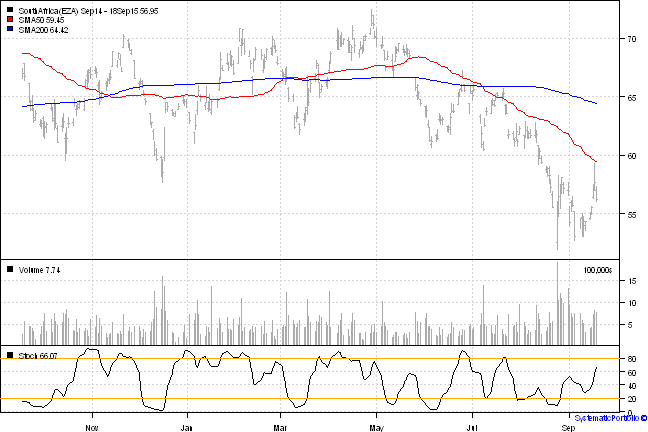 SouthAfrica(EZA) Sep14 - 18Sep15 56.95
SMA50 59.45
SMA200 64.42
70
65
60
55
Volume 7.74
100,000s
15
10
5
Stoch 66.07
80
60
40
20
0
Nov Jan Mar May Jul Sep
SystematicPortfolio ©